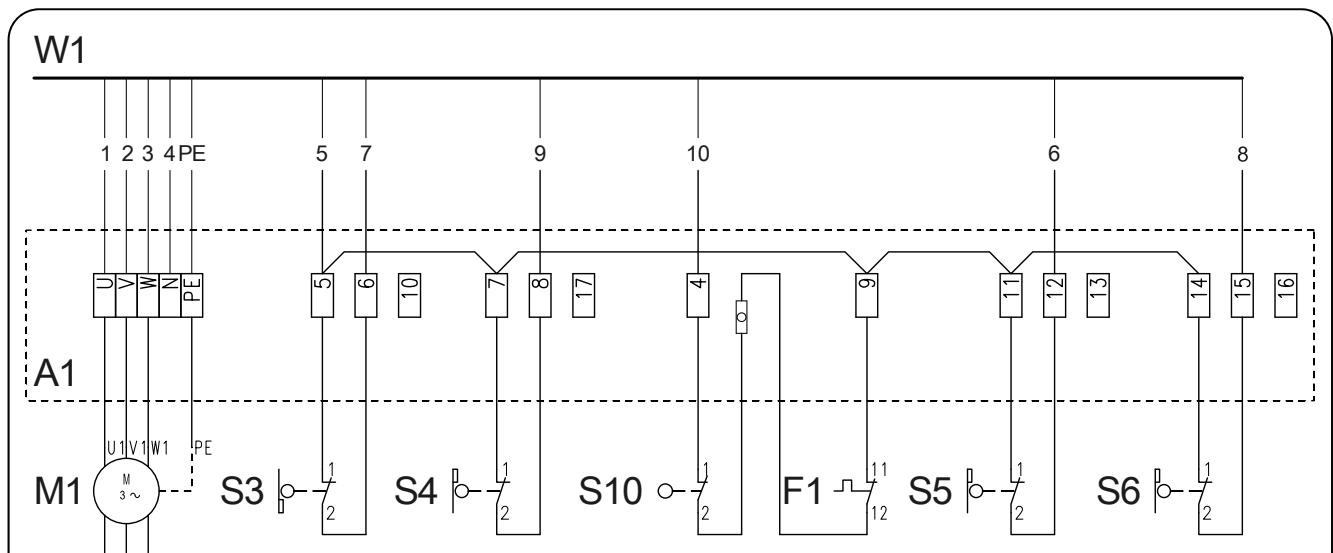 W1
1 2 3 4 PE 5 7 9 10 6 8
U V W N PE 5 6 10 7 8 17 4 9 11 12 13 14 15 16
A1
U1 V1 W1 PE
M1 M 3 ~ S3 1 2 S4 1 2 S10 1 2 F1 11 12 S5 1 2 S6 1 2